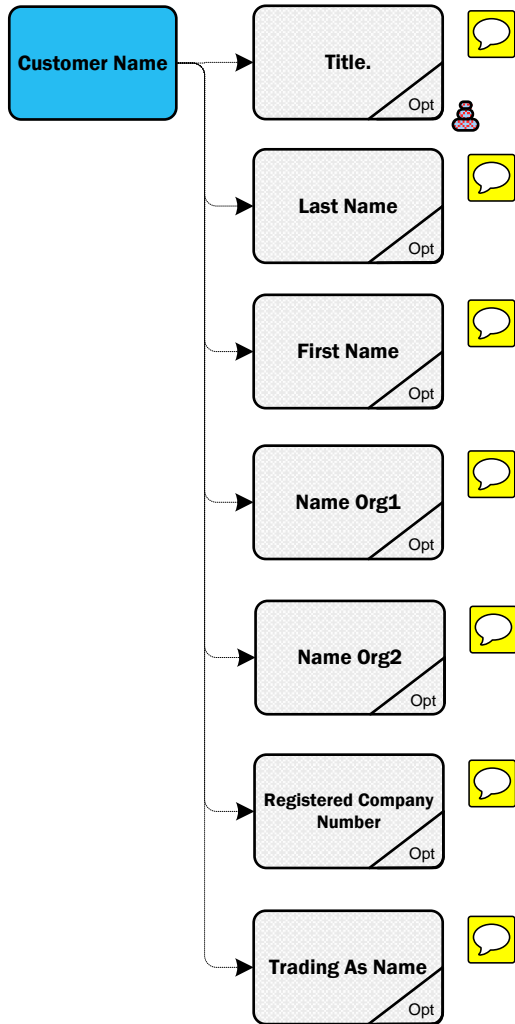 Customer Name
Title.
Opt
Last Name
Opt
First Name
Opt
Name Org1
Opt
Name Org2
Opt
Registered Company
Number
Opt
Trading As Name
Opt